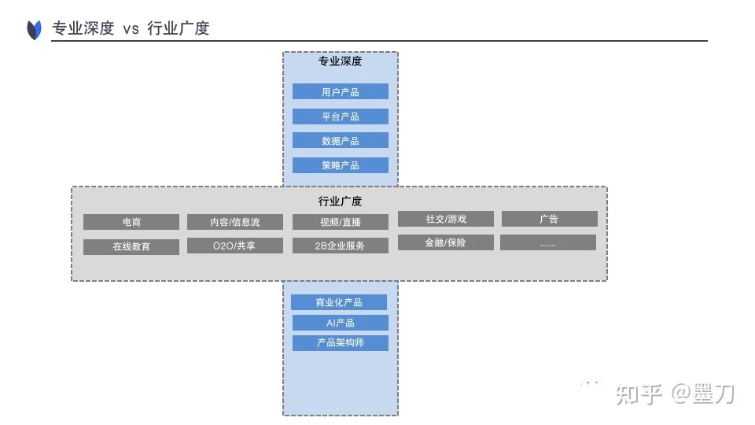 专业深度 vs 行业广度
专业深度
用户产品
平台产品
数据产品
策略产品
行业广度
电商
内容/信息流
视频/直播
社交/游戏
广告
在线教育
O2O/共享
2B企业服务
金融/保险
......
商业化产品
AI产品
产品架构师
知乎 @墨刀